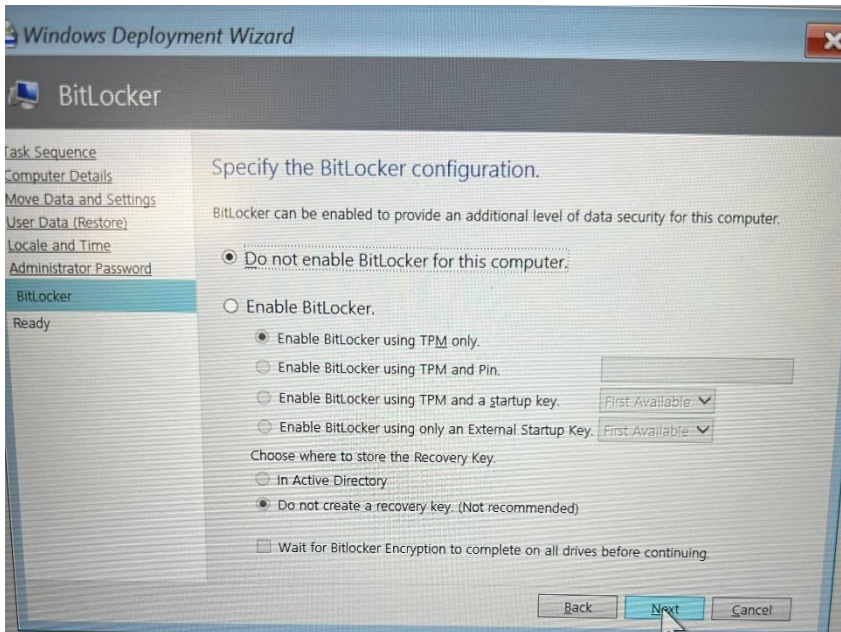 Windows Deployment Wizard
BitLocker
Task Sequence
Computer Details
Move Data and Settings
User Data (Restore)
Locale and Time
Administrator Password
BitLocker
Ready
Specify the BitLocker configuration.
BitLocker can be enabled to provide an additional level of data security for this computer.
Do not enable BitLocker for this computer.
Enable BitLocker.
Enable BitLocker using TPM only.
Enable BitLocker using TPM and Pin.
Enable BitLocker using TPM and a startup key. First Available
Enable BitLocker using only an External Startup Key. First Available
Choose where to store the Recovery Key.
In Active Directory
Do not create a recovery key. (Not recommended)
Wait for Bitlocker Encryption to complete on all drives before continuing.
Back Next Cancel